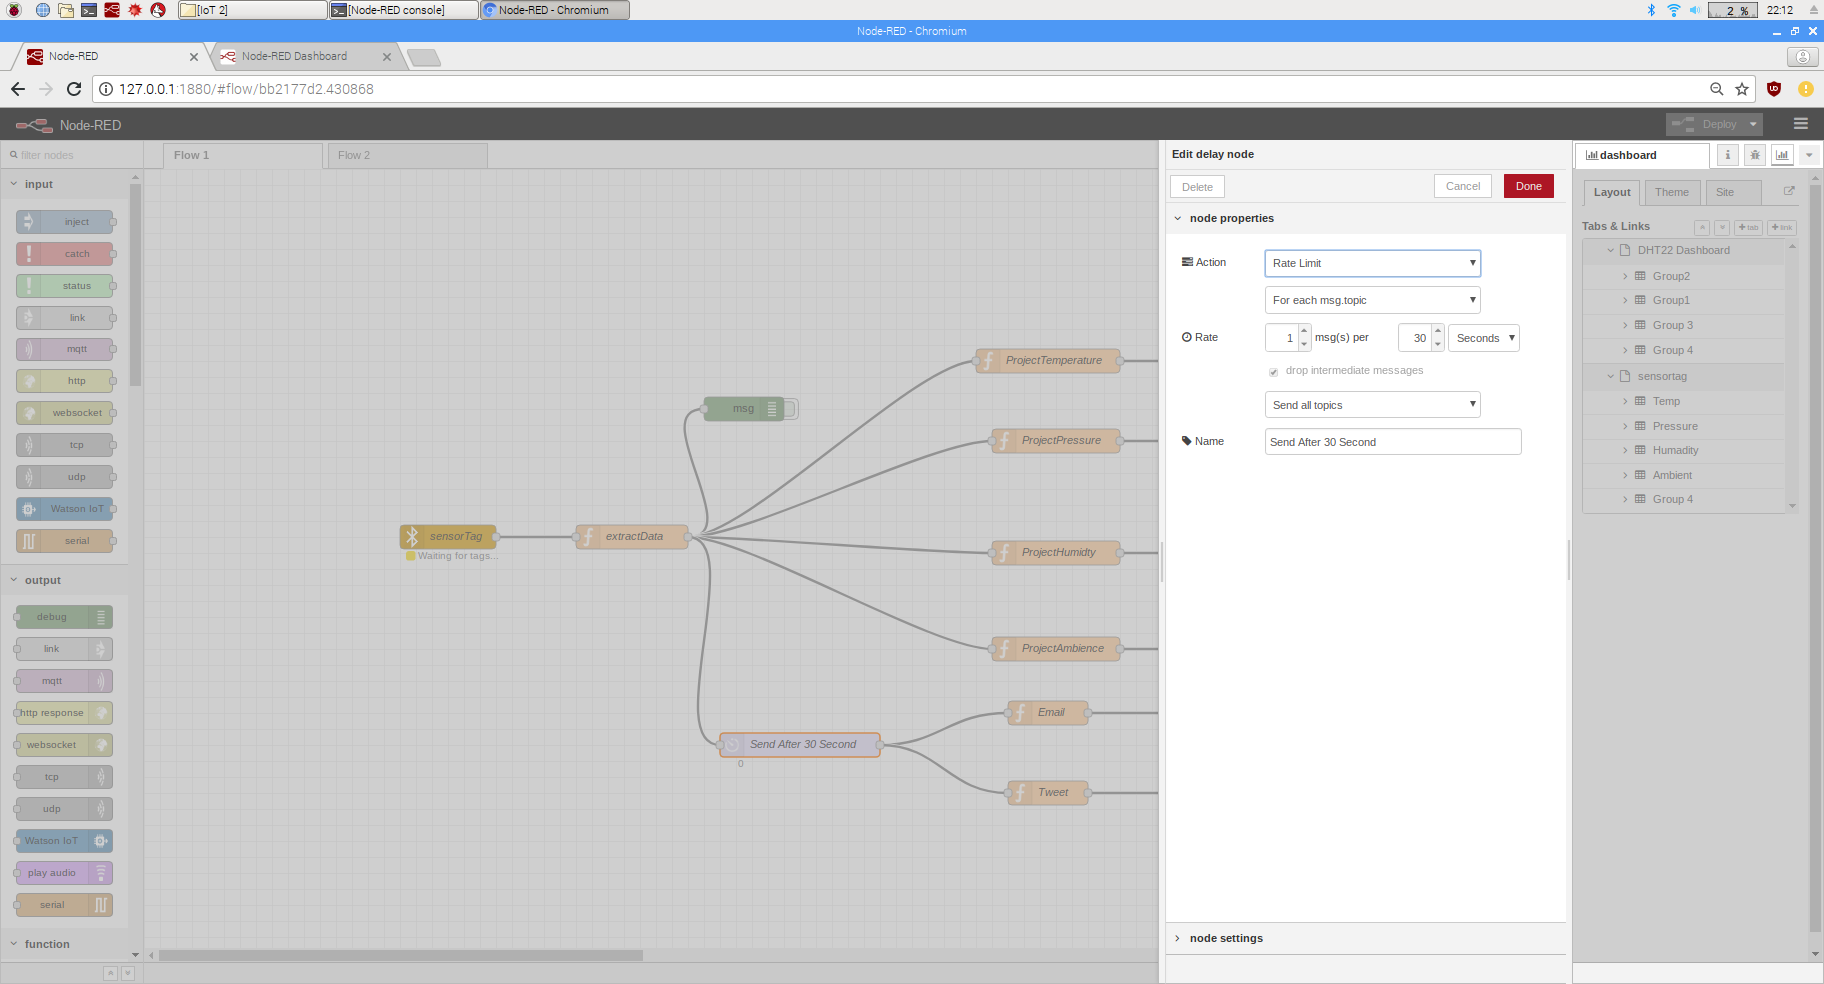 [IoT 2]
[Node-RED console]
Node-RED - Chromium
2 %
22:12
Node-RED - Chromium
Node-RED
Node-RED Dashboard
127.0.0.1:1880/#flow/bb2177d2.430868
Node-RED
Deploy
filter nodes
input
inject
catch
status
link
mqtt
http
websocket
tcp
udp
Watson IoT
serial
output
debug
link
mqtt
http response
websocket
tcp
udp
Watson IoT
play audio
serial
function
Flow 1
Flow 2
msg
sensorTag
Waiting for tags...
extractData
ProjectTemperature
ProjectPressure
ProjectHumidty
ProjectAmbience
Send After 30 Second
0
Email
Tweet
Edit delay node
Delete
Cancel
Done
node properties
Action
Rate Limit
For each msg.topic
Rate
1
msg(s) per
30
Seconds
drop intermediate messages
Send all topics
Name
Send After 30 Second
node settings
dashboard
Layout
Theme
Site
Tabs & Links
+ tab
+ link
DHT22 Dashboard
Group2
Group1
Group 3
Group 4
sensortag
Temp
Pressure
Humadity
Ambient
Group 4